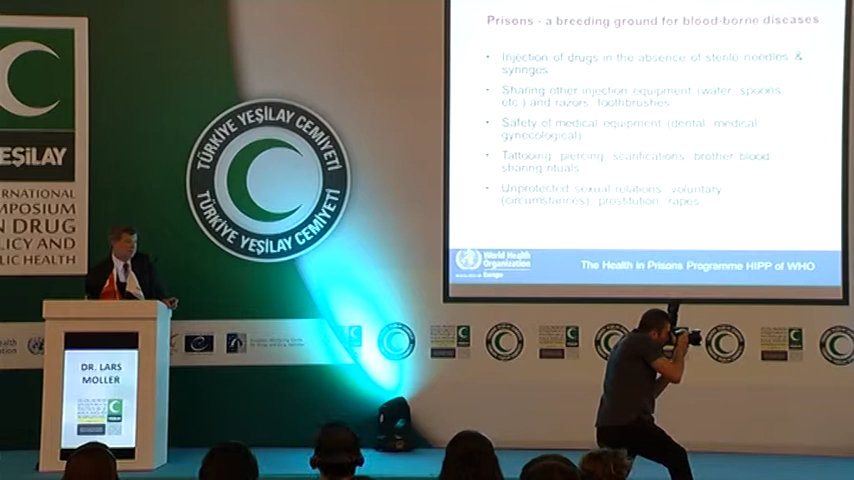 Prisons - a breeding ground for blood-borne diseases
• Injection of drugs in the absence of sterile needles &
syringes
• Sharing other injection equipment (water, spoons,
etc.) and razors, toothbrushes
• Safety of medical equipment (dental, medical,
gynecological)
• Tattooing, piercing, scarifications, brother blood
sharing rituals
• Unprotected sexual relations: voluntary
(circumstances), prostitution, rapes
World Health
Organization
Europe
The Health in Prisons Programme HIPP of WHO
TÜRKİYE YEŞİLAY CEMİYETİ
TÜRKİYE YEŞİLAY CEMİYETİ
EŞİLAY
ERNATIONAL
MPOSIUM
N DRUG
LICY AND
LIC HEALTH
DR. LARS
MOLLER